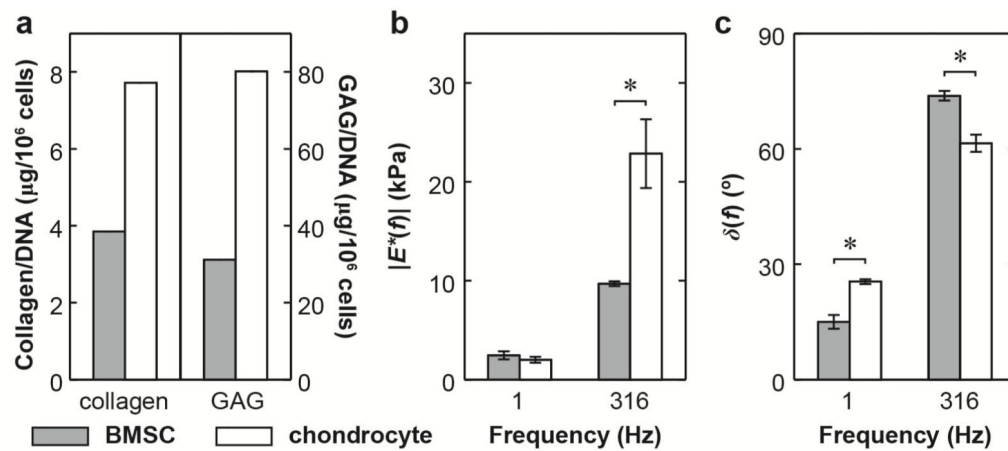 a
Collagen/DNA (µg/10⁶ cells)
8
6
4
2
0
80
60
40
20
0
GAG/DNA (µg/10⁶ cells)
collagen
GAG
b
|E*(f)| (kPa)
30
20
10
0
*
1
316
Frequency (Hz)
c
δ(f) (º)
90
60
30
0
*
*
1
316
Frequency (Hz)
BMSC
chondrocyte